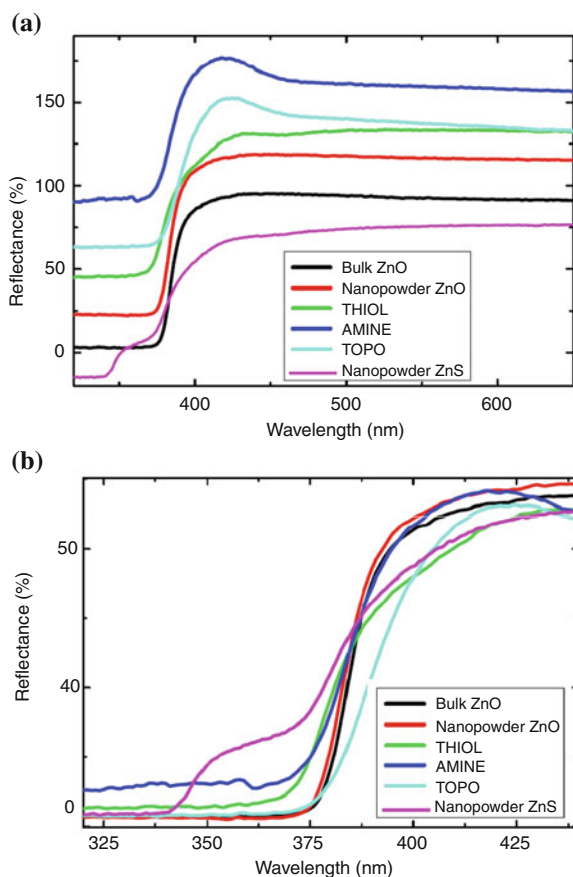 (a)
150
100
50
0
Reflectance (%)
Bulk ZnO
Nanopowder ZnO
THIOL
AMINE
TOPO
Nanopowder ZnS
400
500
600
Wavelength (nm)
(b)
50
40
0
Reflectance (%)
Bulk ZnO
Nanopowder ZnO
THIOL
AMINE
TOPO
Nanopowder ZnS
325
350
375
400
425
Wavelength (nm)